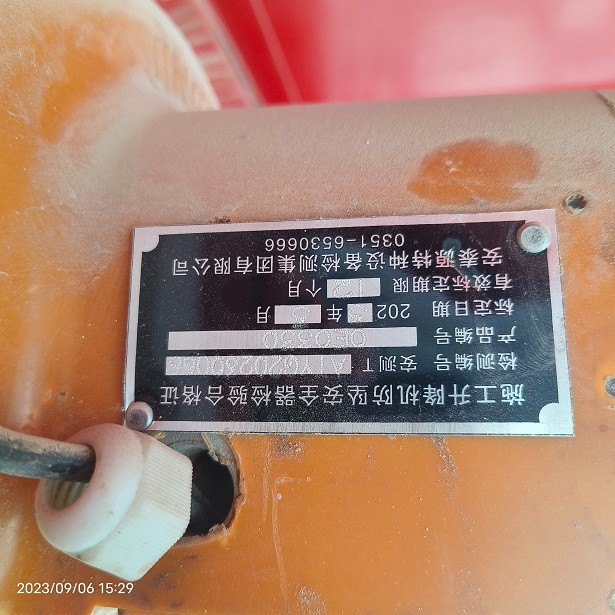 施工升降机防坠安全器检验合格证
检测编号 安测T
产品编号
标定日期 202 年 月
有效标定期限 12 个月
安泰源特种设备检测集团有限公司
0351-6530666
2023/09/06 15:29